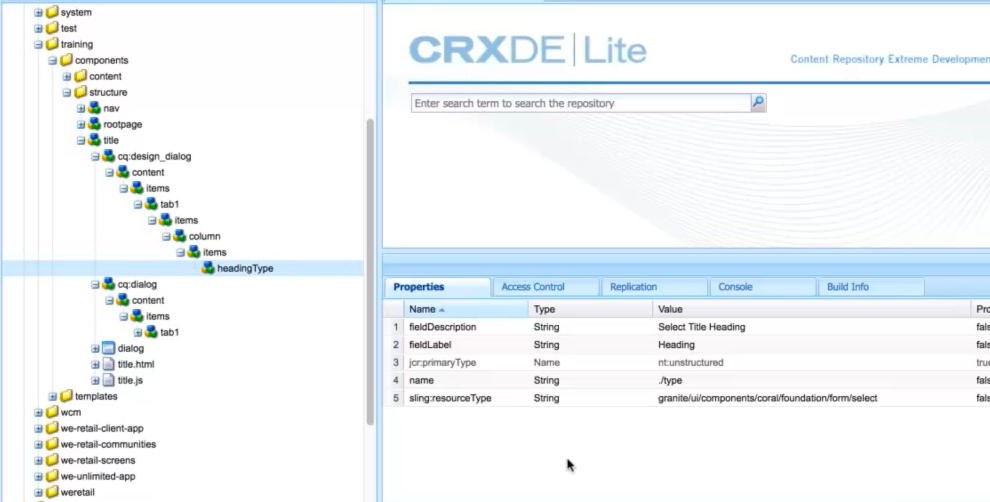 system
test
training
components
content
structure
nav
rootpage
title
cq:design_dialog
content
items
tab1
items
column
items
headingType
cq:dialog
content
items
tab1
dialog
title.html
title.js
templates
wcm
we-retail-client-app
we-retail-communities
we-retail-screens
we-unlimited-app
weretail
CRXDE | Lite
Content Repository Extreme Developmen
Enter search term to search the repository
Properties Access Control Replication Console Build Info
Name Type Value Pro
1 fieldDescription String Select Title Heading fals
2 fieldLabel String Heading fals
3 jcr:primaryType Name nt:unstructured true
4 name String ./type fals
5 sling:resourceType String granite/ui/components/coral/foundation/form/select fals